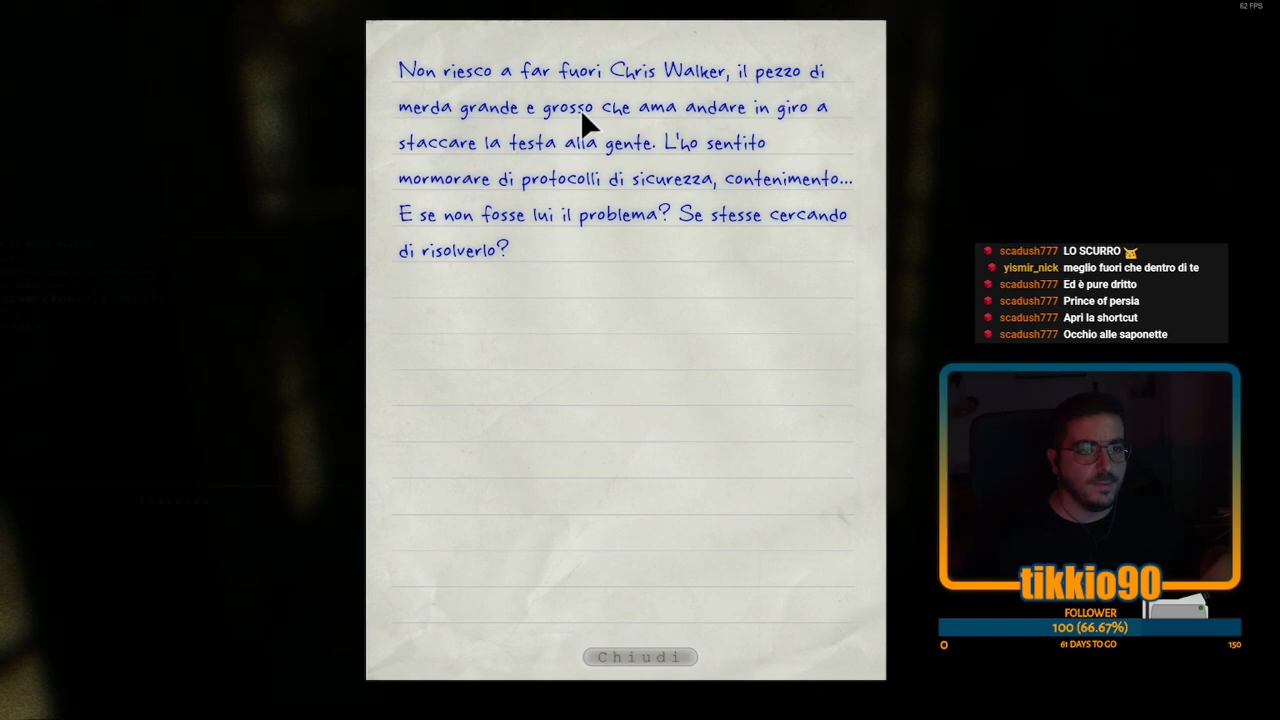 62 FPS
Non riesco a far fuori Chris Walker, il pezzo di
merda grande e grosso che ama andare in giro a
staccare la testa alla gente. L'ho sentito
mormorare di protocolli di sicurezza, contenimento...
E se non fosse lui il problema? Se stesse cercando
di risolverlo?
Chiudi
scadush777 LO SCURRO
yismir_nick meglio fuori che dentro di te
scadush777 Ed è pure dritto
scadush777 Prince of persia
scadush777 Apri la shortcut
scadush777 Occhio alle saponette
tikkio90
FOLLOWER
100 (66.67%)
0 61 DAYS TO GO 150